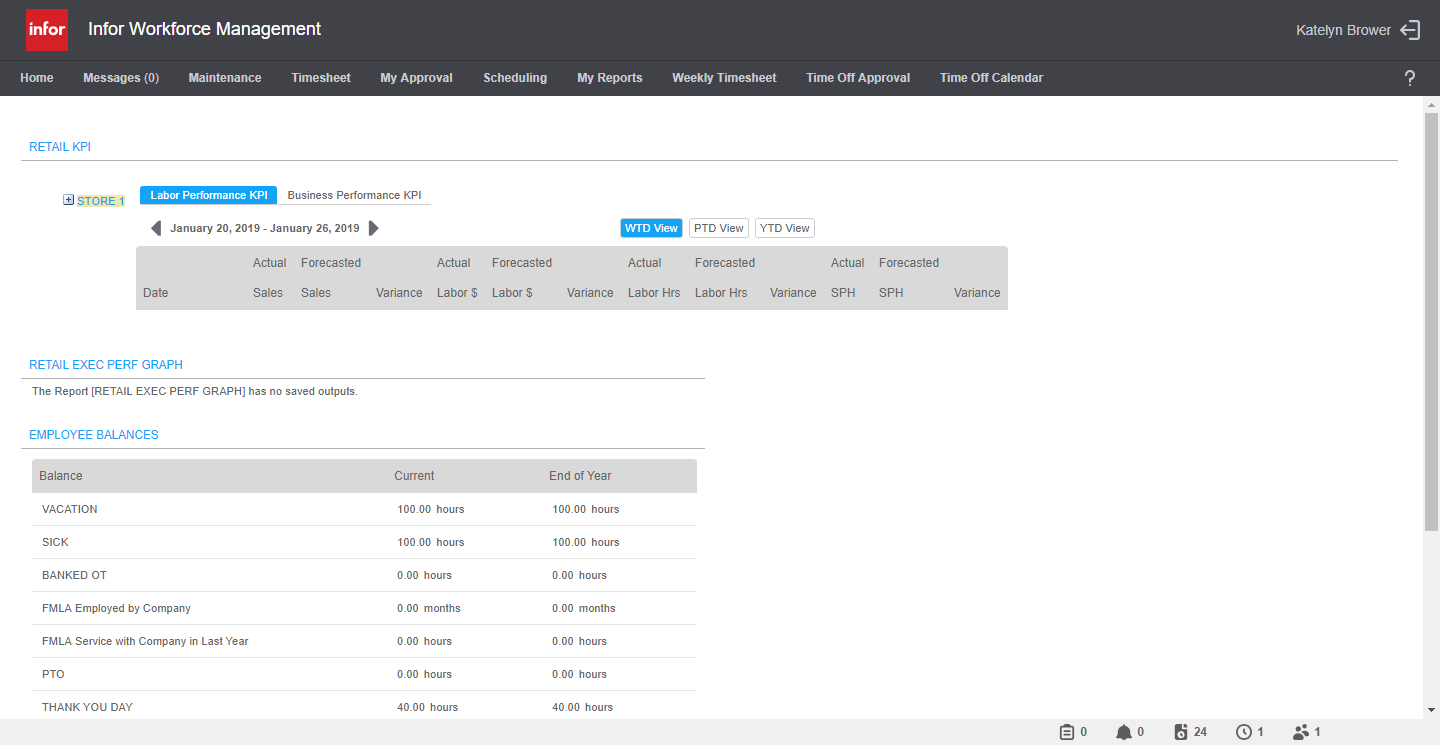 infor Infor Workforce Management Katelyn Brower
Home Messages (0) Maintenance Timesheet My Approval Scheduling My Reports Weekly Timesheet Time Off Approval Time Off Calendar ?
RETAIL KPI
STORE 1 Labor Performance KPI Business Performance KPI
January 20, 2019 - January 26, 2019 WTD View PTD View YTD View
Actual Forecasted Actual Forecasted Actual Forecasted Actual Forecasted
Date Sales Sales Variance Labor $ Labor $ Variance Labor Hrs Labor Hrs Variance SPH SPH Variance
RETAIL EXEC PERF GRAPH
The Report [RETAIL EXEC PERF GRAPH] has no saved outputs.
EMPLOYEE BALANCES
Balance Current End of Year
VACATION 100.00 hours 100.00 hours
SICK 100.00 hours 100.00 hours
BANKED OT 0.00 hours 0.00 hours
FMLA Employed by Company 0.00 months 0.00 months
FMLA Service with Company in Last Year 0.00 hours 0.00 hours
PTO 0.00 hours 0.00 hours
THANK YOU DAY 40.00 hours 40.00 hours
0 0 24 1 1